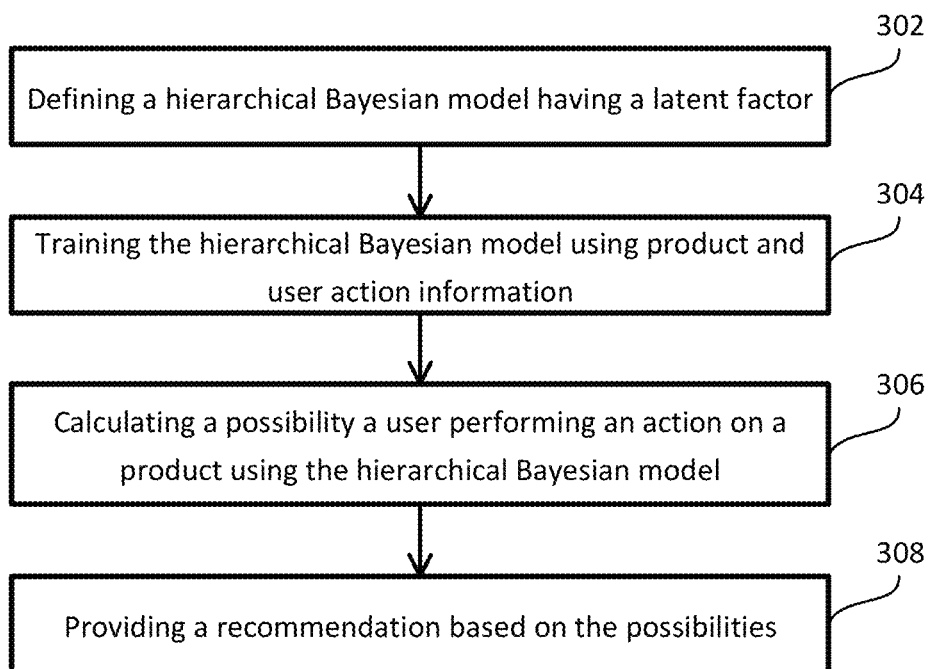 302
Defining a hierarchical Bayesian model having a latent factor
304
Training the hierarchical Bayesian model using product and
user action information
306
Calculating a possibility a user performing an action on a
product using the hierarchical Bayesian model
308
Providing a recommendation based on the possibilities